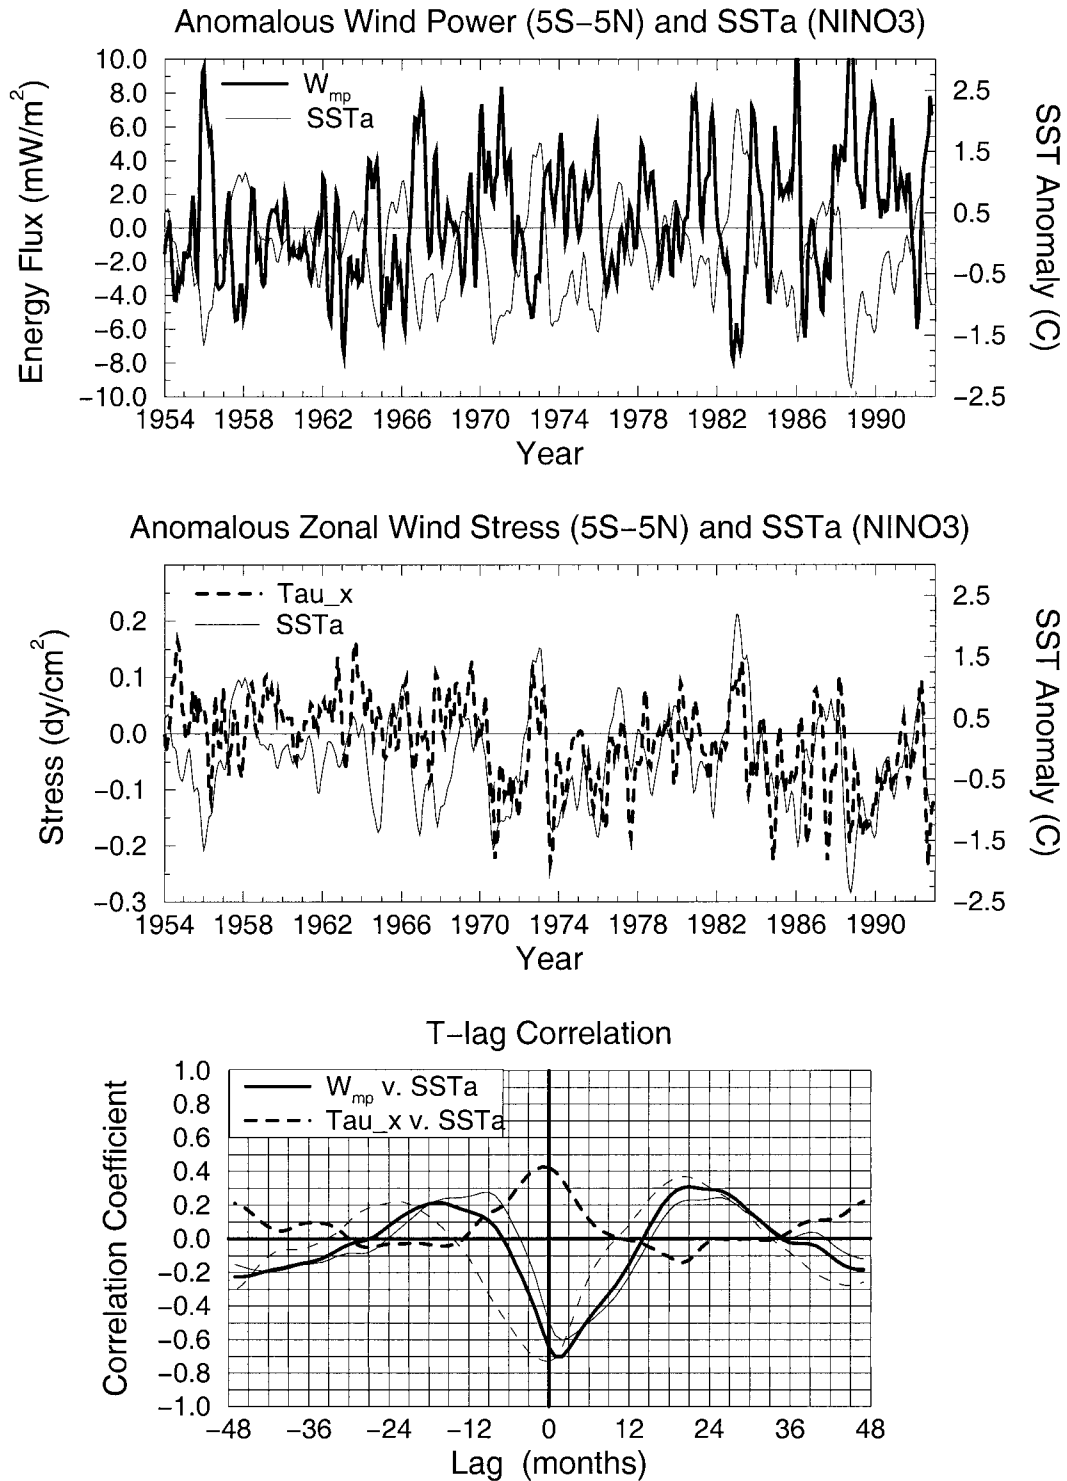 Anomalous Wind Power (5S−5N) and SSTa (NINO3)
W_mp
SSTa
Energy Flux (mW/m²)
10.0
8.0
6.0
4.0
2.0
0.0
−2.0
−4.0
−6.0
−8.0
−10.0
2.5
1.5
0.5
−0.5
−1.5
−2.5
SST Anomaly (C)
1954 1958 1962 1966 1970 1974 1978 1982 1986 1990
Year
Anomalous Zonal Wind Stress (5S−5N) and SSTa (NINO3)
Tau_x
SSTa
Stress (dy/cm²)
0.2
0.1
0.0
−0.1
−0.2
−0.3
2.5
1.5
0.5
−0.5
−1.5
−2.5
SST Anomaly (C)
1954 1958 1962 1966 1970 1974 1978 1982 1986 1990
Year
T−lag Correlation
W_mp v. SSTa
Tau_x v. SSTa
Correlation Coefficient
1.0
0.8
0.6
0.4
0.2
0.0
−0.2
−0.4
−0.6
−0.8
−1.0
−48 −36 −24 −12 0 12 24 36 48
Lag (months)